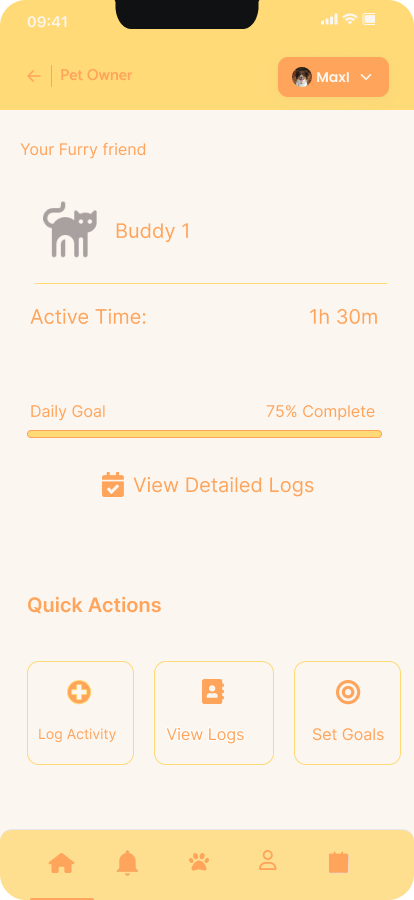 09:41
Pet Owner
Maxl
Your Furry friend
Buddy 1
Active Time: 1h 30m
Daily Goal 75% Complete
View Detailed Logs
Quick Actions
Log Activity View Logs Set Goals